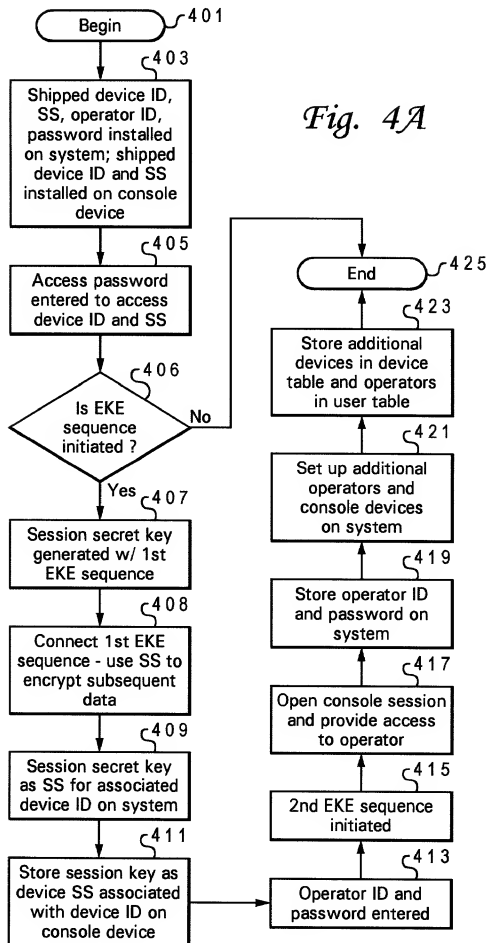 Begin
401
403
Shipped device ID,
SS, operator ID,
password installed
on system; shipped
device ID and SS
installed on console
device
Fig. 4A
405
Access password
entered to access
device ID and SS
406
Is EKE
sequence
initiated ?
No
Yes
407
Session secret key
generated w/ 1st
EKE sequence
408
Connect 1st EKE
sequence - use SS to
encrypt subsequent
data
409
Session secret key
as SS for associated
device ID on system
411
Store session key as
device SS associated
with device ID on
console device
413
Operator ID and
password entered
415
2nd EKE sequence
initiated
417
Open console session
and provide access
to operator
419
Store operator ID
and password on
system
421
Set up additional
operators and
console devices
on system
423
Store additional
devices in device
table and operators
in user table
End
425